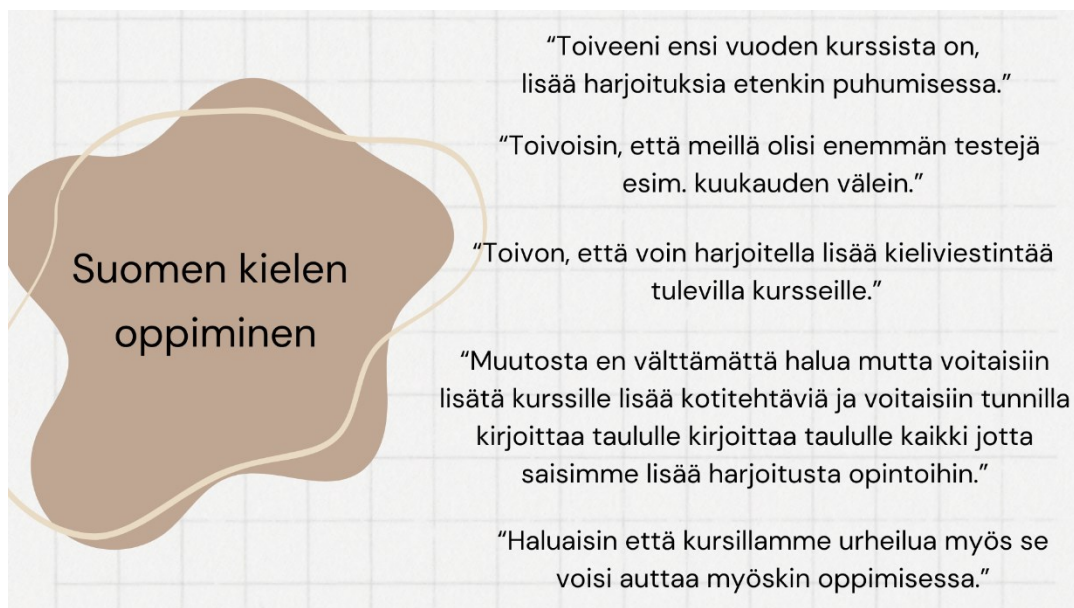 Suomen kielen
oppiminen
“Toiveeni ensi vuoden kurssista on,
lisää harjoituksia etenkin puhumisessa.”
“Toivoisin, että meillä olisi enemmän testejä
esim. kuukauden välein.”
“Toivon, että voin harjoitella lisää kieliviestintää
tulevilla kursseille.”
“Muutosta en välttämättä halua mutta voitaisiin
lisätä kurssille lisää kotitehtäviä ja voitaisiin tunnilla
kirjoittaa taululle kirjoittaa taululle kaikki jotta
saisimme lisää harjoitusta opintoihin.”
“Haluaisin että kursillamme urheilua myös se
voisi auttaa myöskin oppimisessa.”